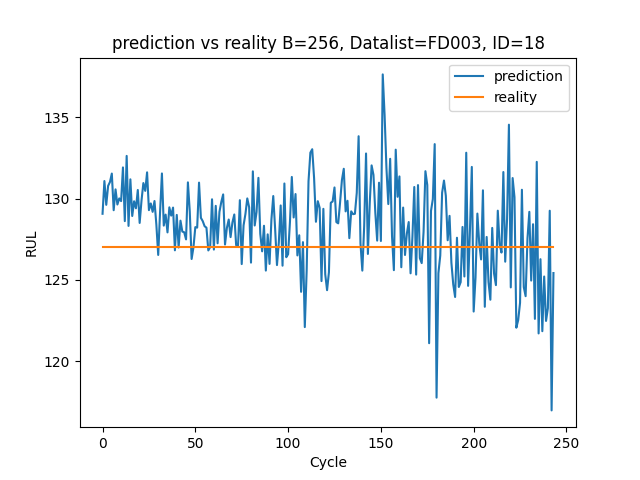 prediction vs reality B=256, Datalist=FD003, ID=18
prediction
reality
RUL
135
130
125
120
0 50 100 150 200 250
Cycle